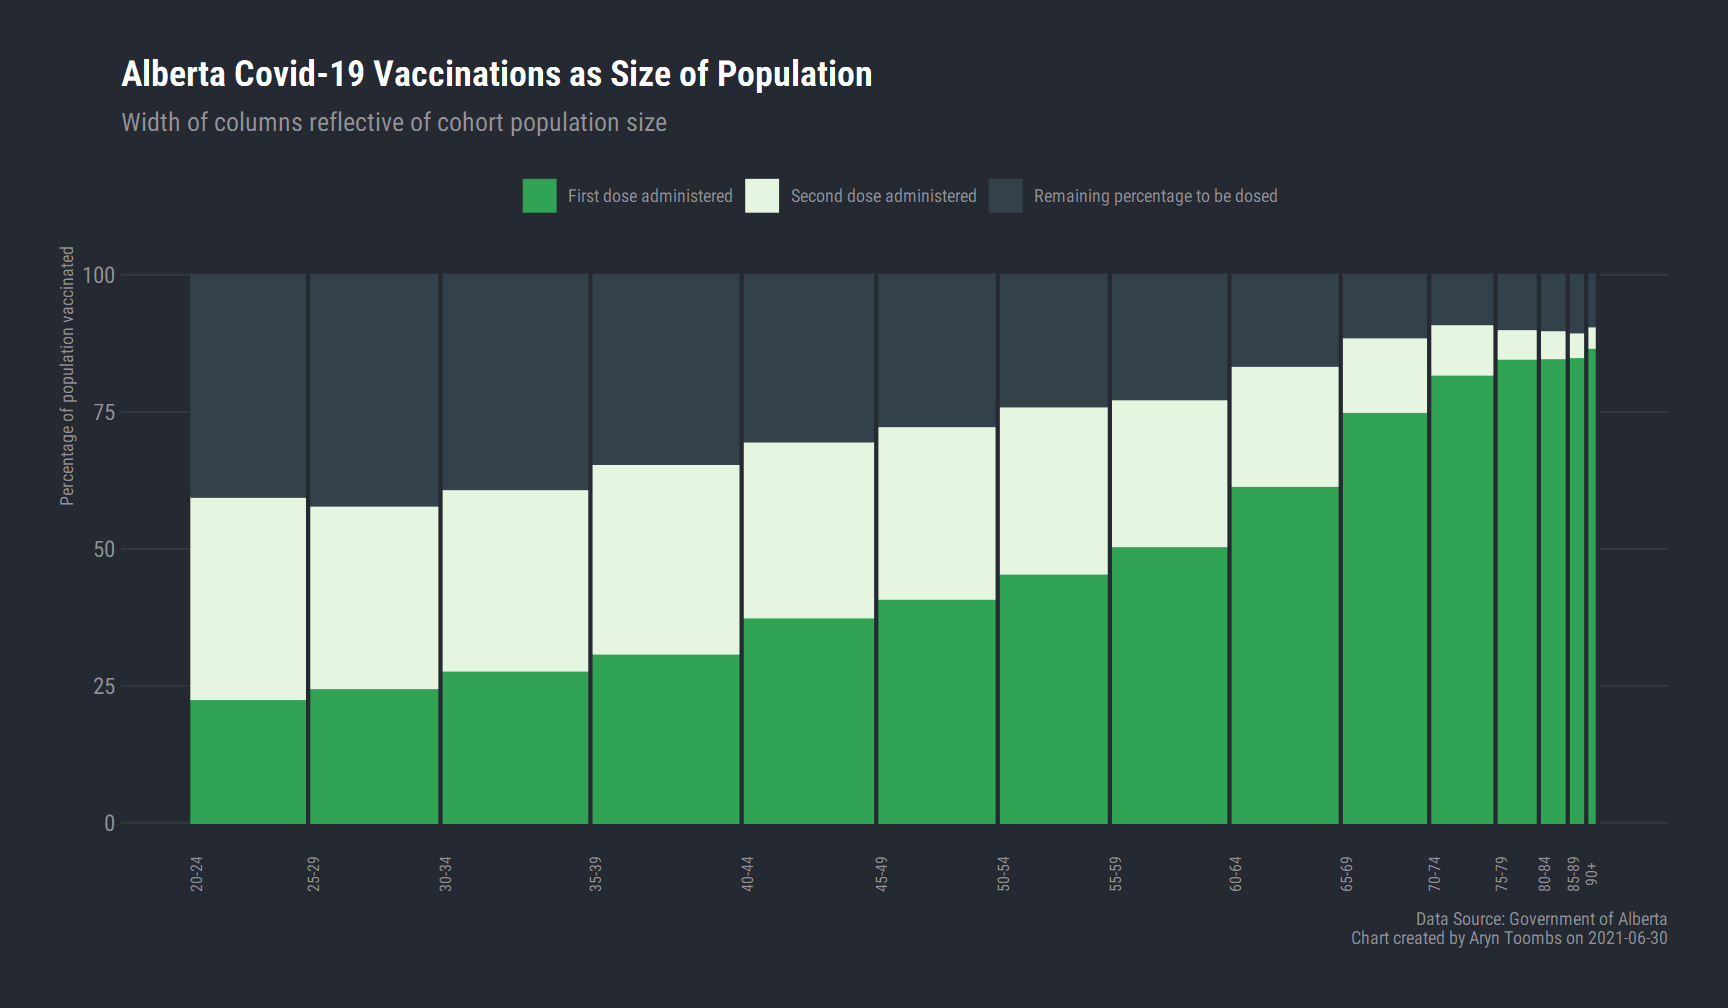 Alberta Covid-19 Vaccinations as Size of Population
Width of columns reflective of cohort population size
First dose administered
Second dose administered
Remaining percentage to be dosed
Percentage of population vaccinated
100
75
50
25
0
20-24
25-29
30-34
35-39
40-44
45-49
50-54
55-59
60-64
65-69
70-74
75-79
80-84
85-89
90+
Data Source: Government of Alberta
Chart created by Aryn Toombs on 2021-06-30